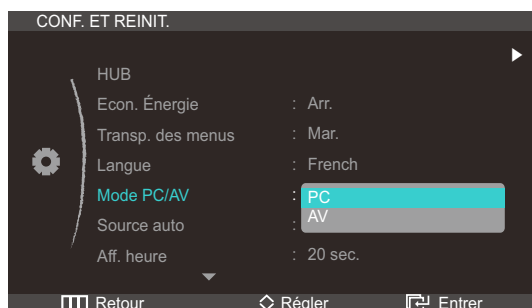 CONF. ET REINIT.
HUB
Econ. Énergie : Arr.
Transp. des menus : Mar.
Langue : French
Mode PC/AV : PC
AV
Source auto :
Aff. heure : 20 sec.
Retour Régler Entrer